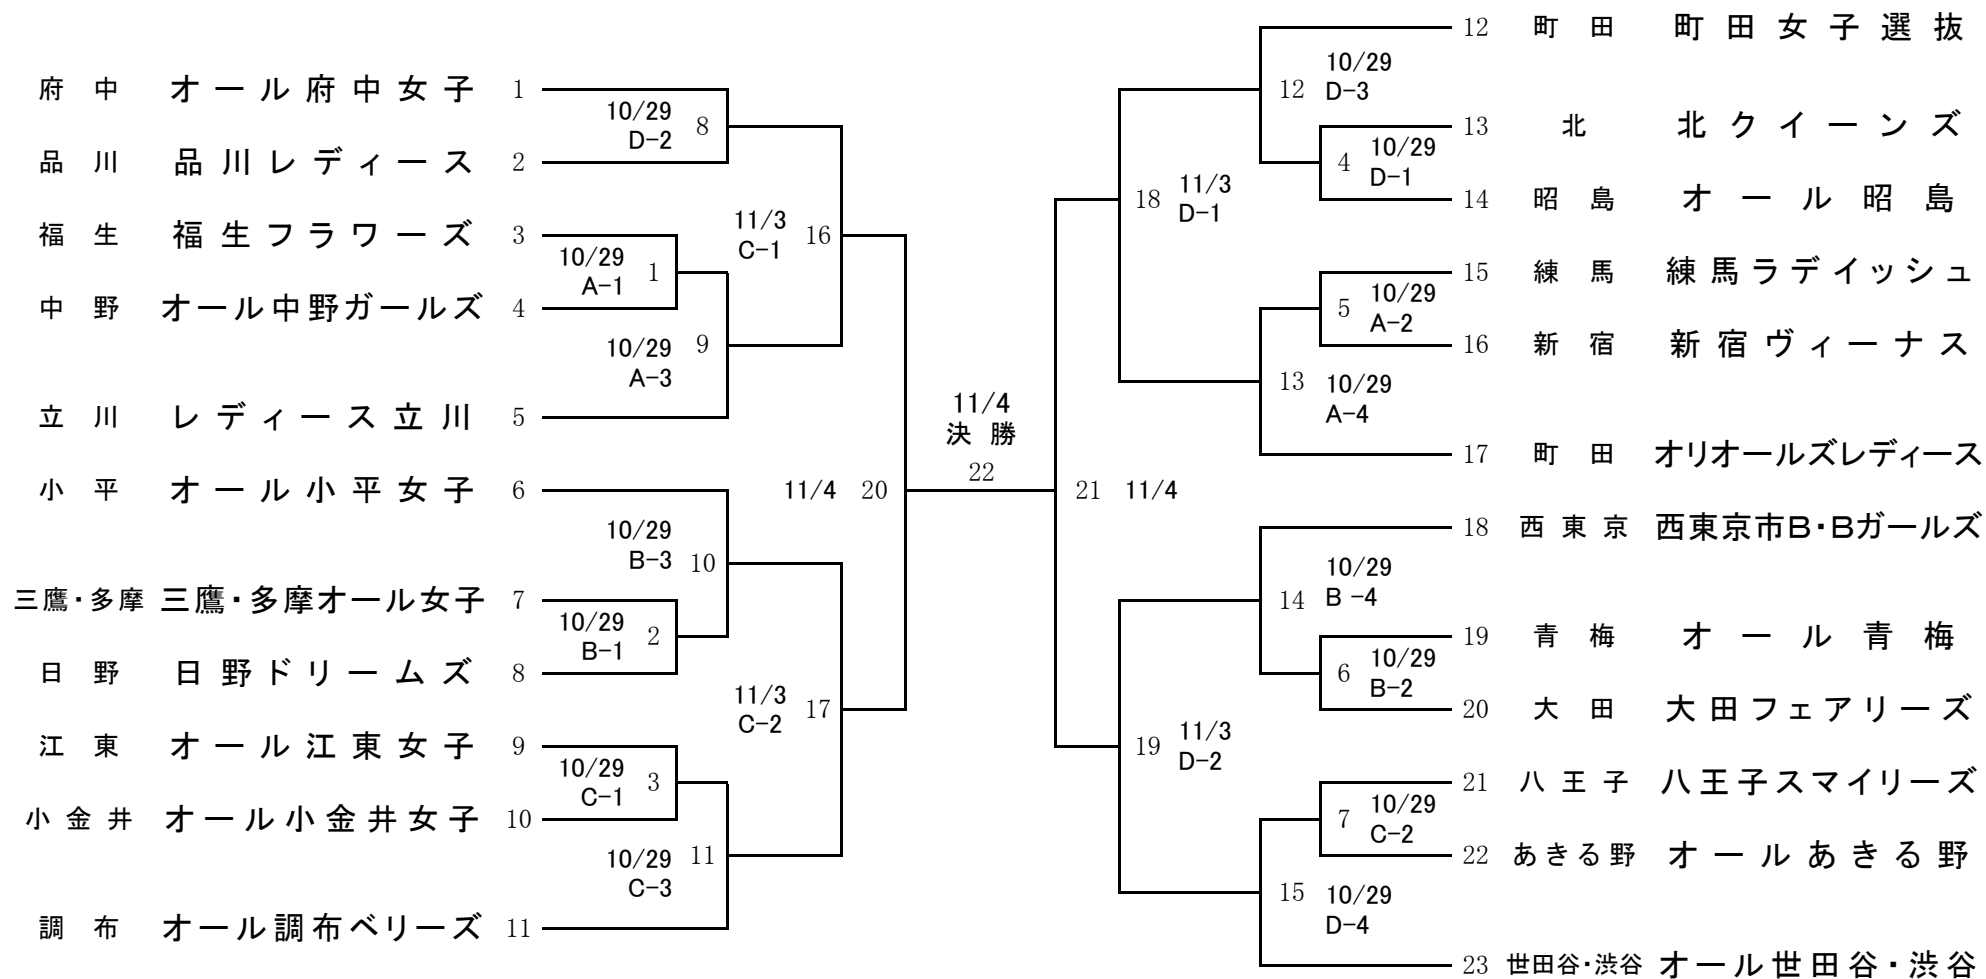 府中 オール府中女子 1
10/29
D-2
8
品川 品川レディース 2
福生 福生フラワーズ 3
10/29
A-1
1
中野 オール中野ガールズ 4
10/29
A-3
9
立川 レディース立川 5
11/3
C-1
16
小平 オール小平女子 6
10/29
B-3
10
三鷹・多摩 三鷹・多摩オール女子 7
10/29
B-1
2
日野 日野ドリームズ 8
11/3
C-2
17
江東 オール江東女子 9
10/29
C-1
3
小金井 オール小金井女子 10
10/29
C-3
11
調布 オール調布ベリーズ 11
11/4 20
11/4
決勝
22
21 11/4
12 町田 町田女子選抜
12
10/29
D-3
13 北 北クイーンズ
4
10/29
D-1
14 昭島 オール昭島
18
11/3
D-1
15 練馬 練馬ラデイッシュ
5
10/29
A-2
16 新宿 新宿ヴィーナス
13
10/29
A-4
17 町田 オリオールズレディース
18 西東京 西東京市B・Bガールズ
14
10/29
B -4
19 青梅 オール青梅
6
10/29
B-2
20 大田 大田フェアリーズ
19
11/3
D-2
21 八王子 八王子スマイリーズ
7
10/29
C-2
22 あきる野 オールあきる野
15
10/29
D-4
23 世田谷・渋谷 オール世田谷・渋谷